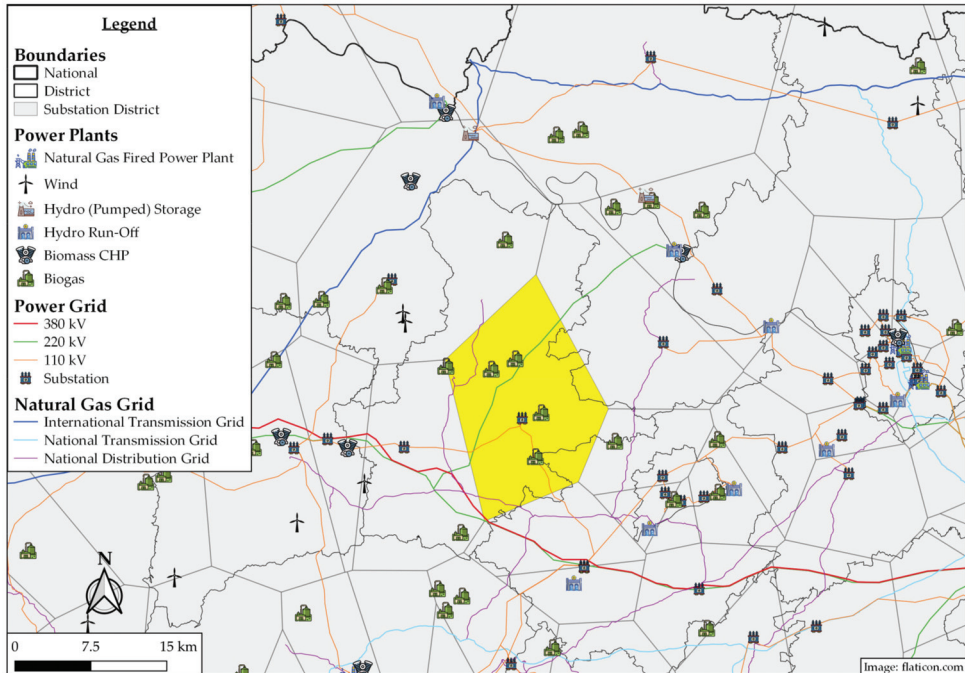 Legend
Boundaries
National
District
Substation District
Power Plants
Natural Gas Fired Power Plant
Wind
Hydro (Pumped) Storage
Hydro Run-Off
Biomass CHP
Biogas
Power Grid
380 kV
220 kV
110 kV
Substation
Natural Gas Grid
International Transmission Grid
National Transmission Grid
National Distribution Grid
N
0 7.5 15 km
Image: flaticon.com